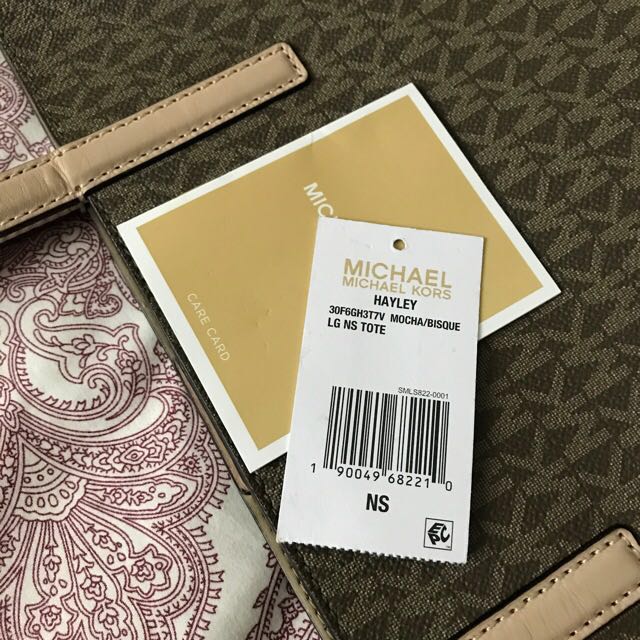 MIC
CARE CARD
MICHAEL
MICHAEL KORS
HAYLEY
30F6GH3T7V MOCHA/BISQUE
LG NS TOTE
SMLS822-0001
1 90049 68221 0
NS
EPC